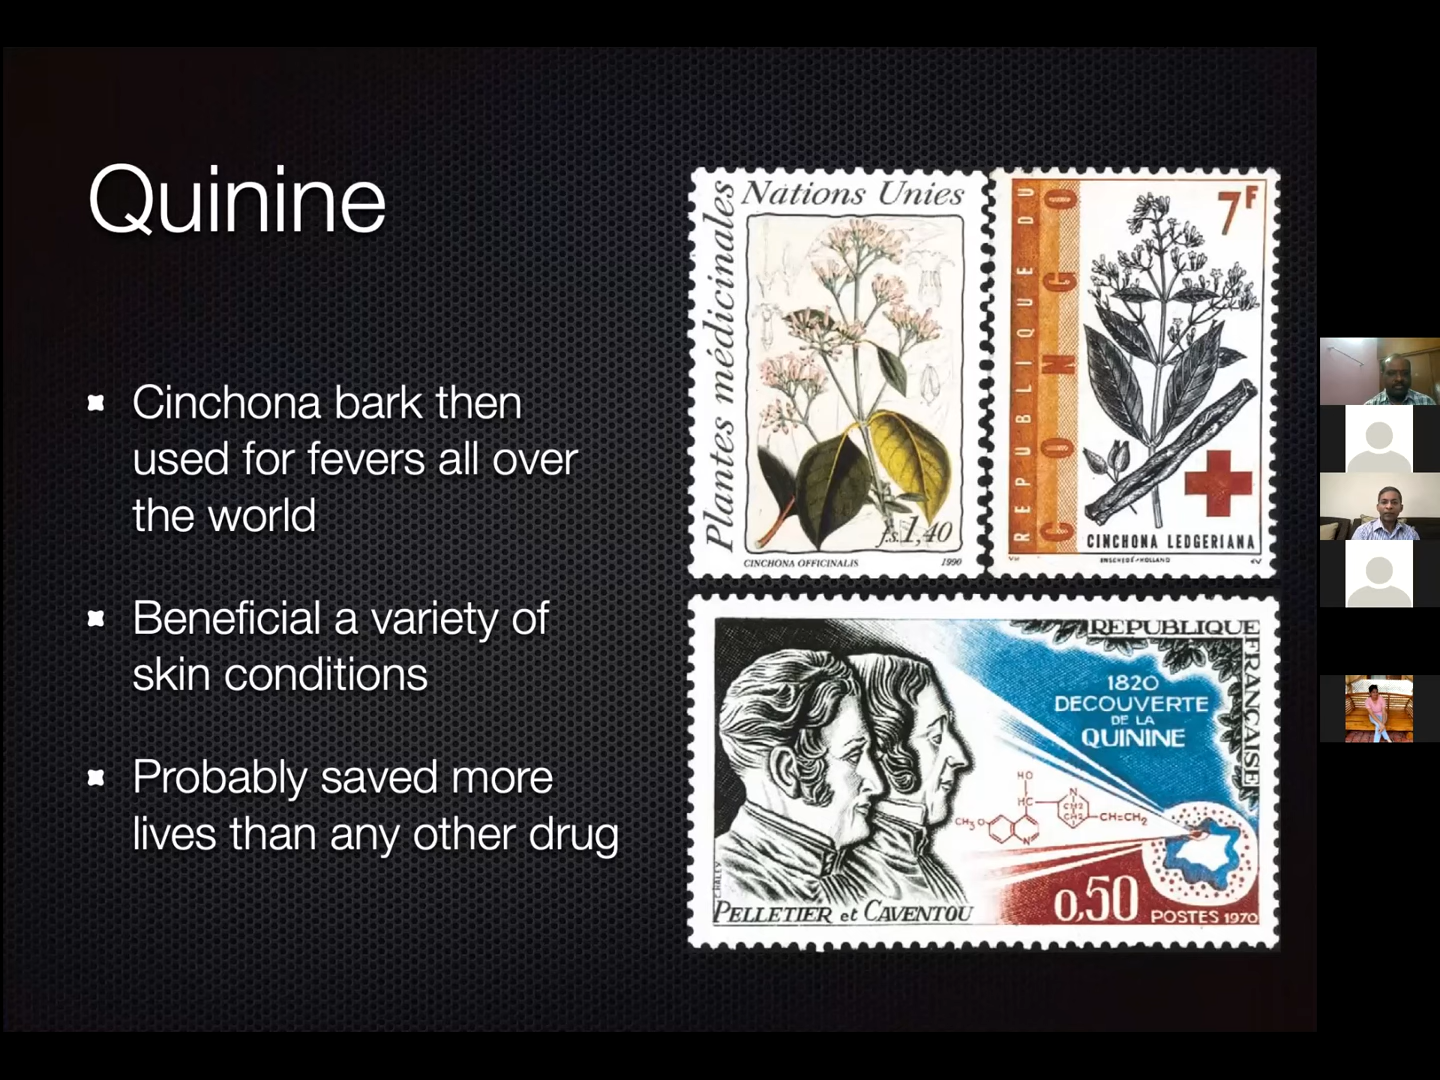 Quinine
Cinchona bark then
used for fevers all over
the world
Beneficial a variety of
skin conditions
Probably saved more
lives than any other drug
Nations Unies
Plantes médicinales
f.s.1,40
CINCHONA OFFICINALIS
1990
REPUBLIQUE DU
CONGO
7F
CINCHONA LEDGERIANA
ENSCHEDÉ-HOLLAND
REPUBLIQUE
FRANÇAISE
1820
DECOUVERTE
DE LA
QUININE
HO
HC
N
CH2
CH2
CH=CH2
CH3O
N
0,50
PELLETIER et CAVENTOU
POSTES 1970